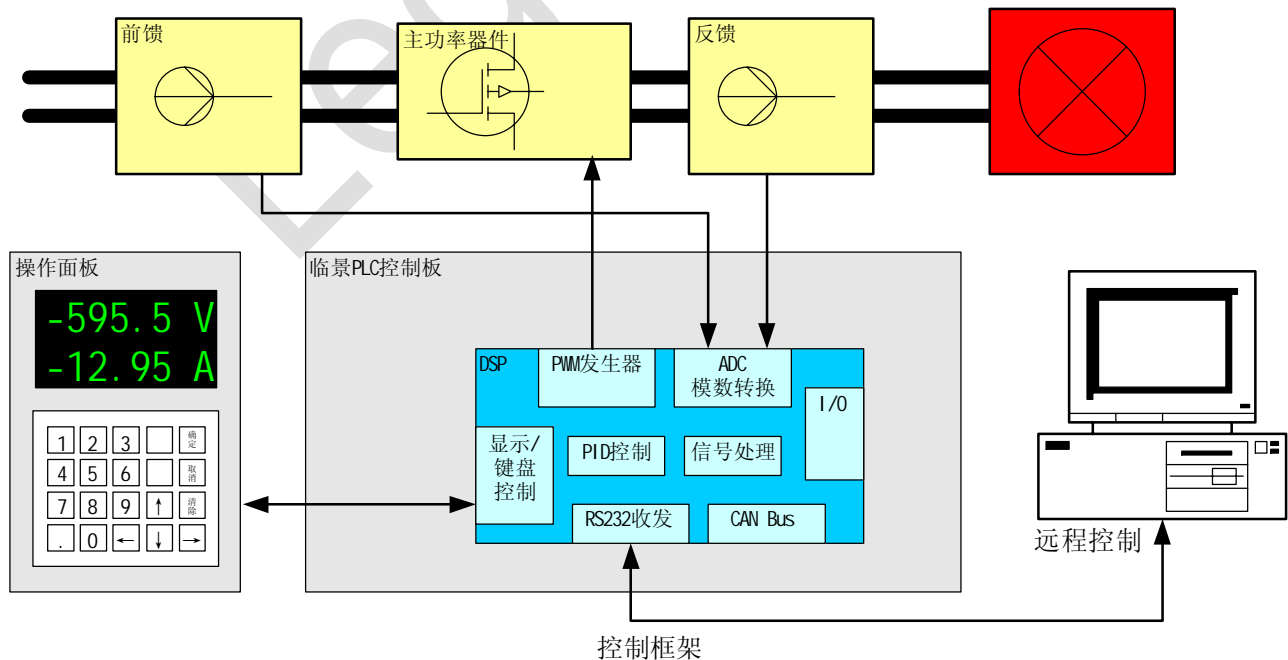 前馈
主功率器件
反馈
操作面板
-595.5 V
-12.95 A
1 2 3 确定
4 5 6 取消
7 8 9 ↑ 清除
. 0 ← ↓ →
临景PLC控制板
DSP
PWM发生器
ADC
模数转换
I/O
显示/
键盘
控制
PID控制
信号处理
RS232收发
CAN Bus
远程控制
控制框架